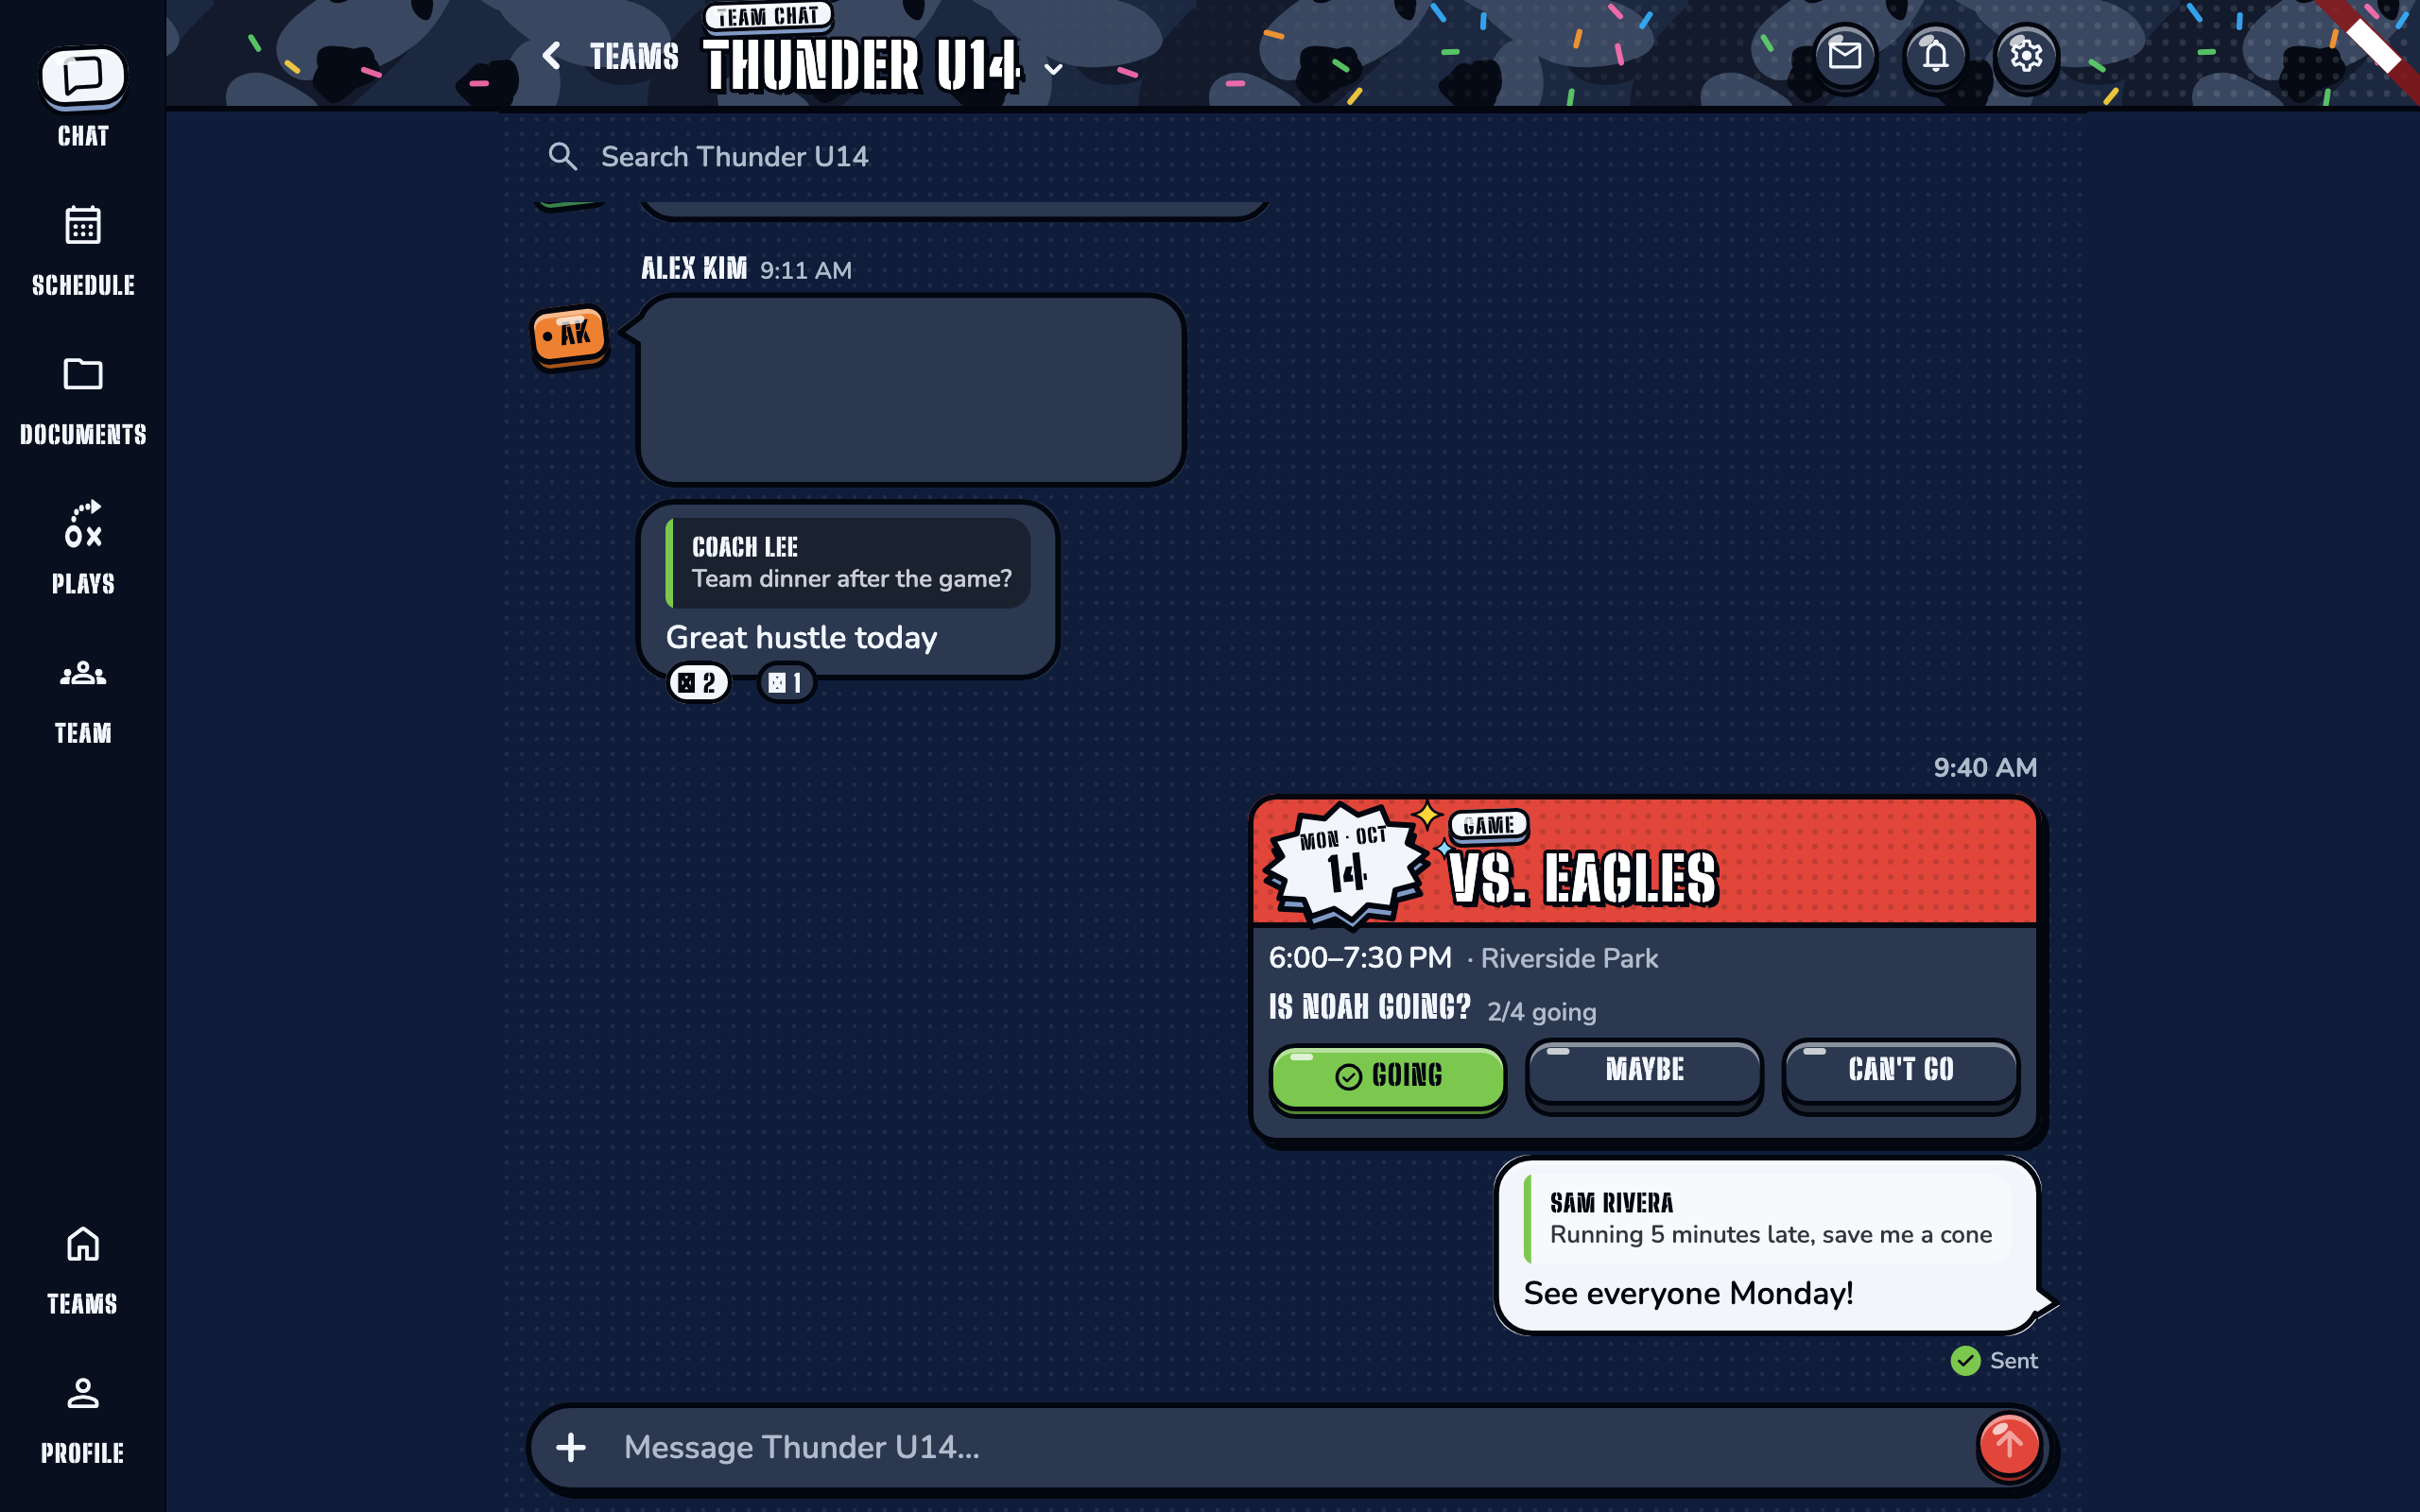 TEAM CHAT
TEAMS
THUNDER U14
CHAT
SCHEDULE
DOCUMENTS
PLAYS
TEAM
TEAMS
PROFILE
Search Thunder U14
ALEX KIM 9:11 AM
AK
COACH LEE
Team dinner after the game?
Great hustle today
2 1
9:40 AM
MON · OCT
14
GAME
VS. EAGLES
6:00–7:30 PM · Riverside Park
IS NOAH GOING? 2/4 going
GOING MAYBE CAN'T GO
SAM RIVERA
Running 5 minutes late, save me a cone
See everyone Monday!
Sent
Message Thunder U14...